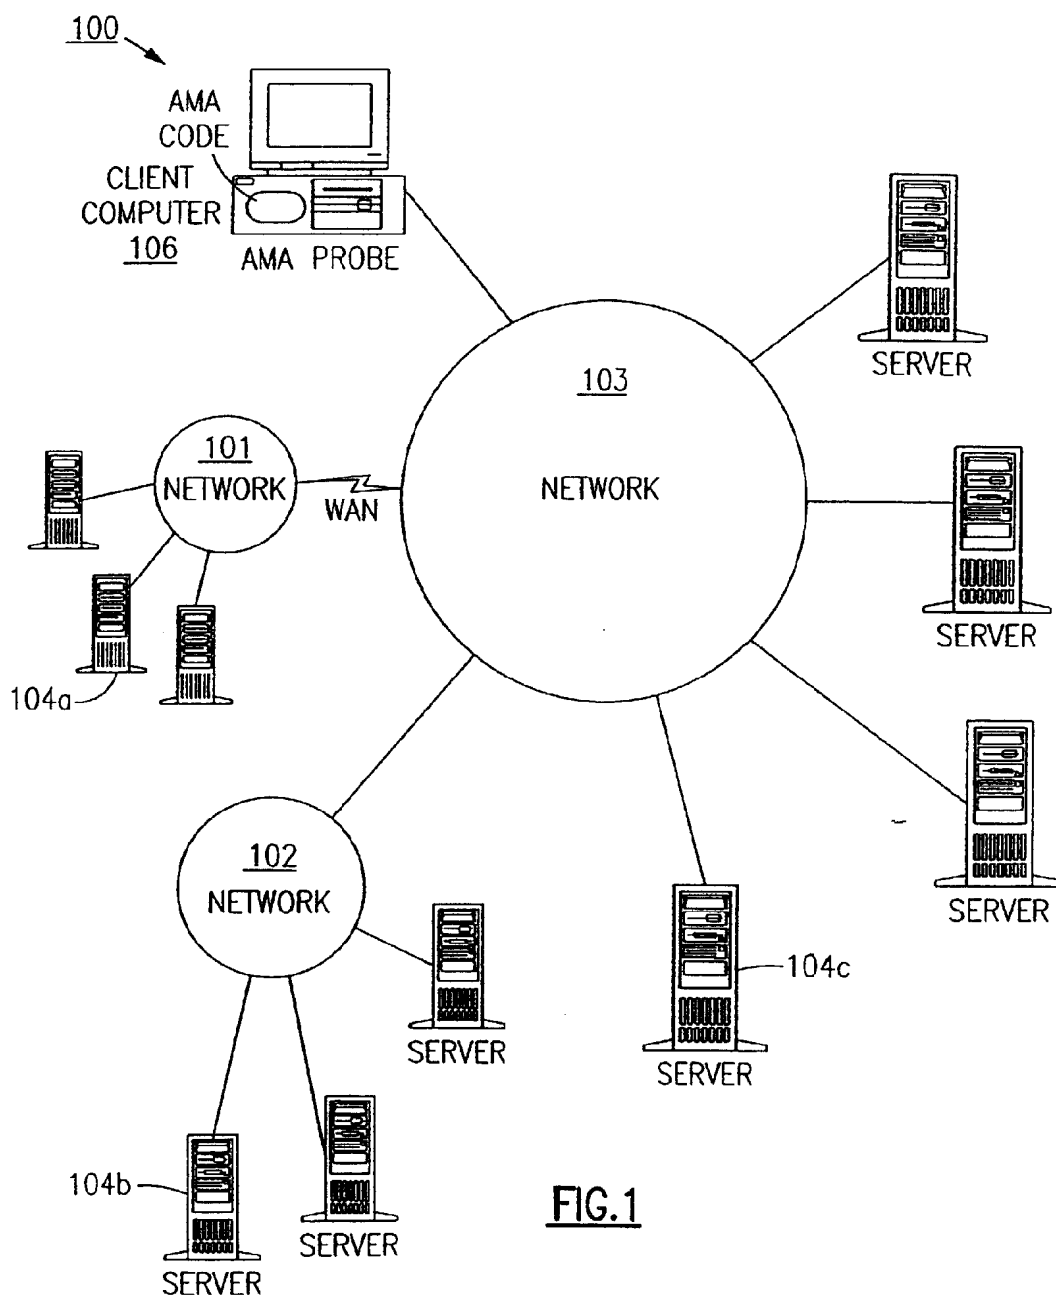 100
AMA
CODE
CLIENT
COMPUTER
106
AMA PROBE
SERVER
103
NETWORK
101
NETWORK
WAN
SERVER
104a
SERVER
102
NETWORK
104c
SERVER
SERVER
104b
SERVER
SERVER
FIG.1